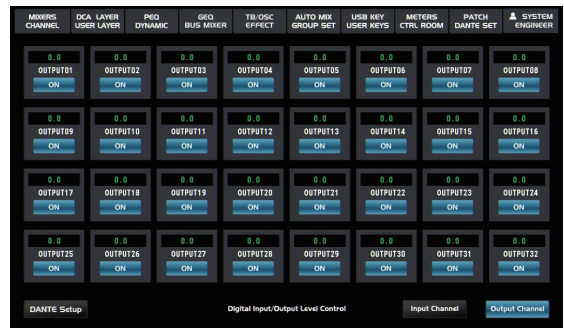 MIXERS DCA LAYER PEQ GEQ TB/OSC AUTO MIX USB KEY METERS PATCH SYSTEM
CHANNEL USER LAYER DYNAMIC BUS MIXER EFFECT GROUP SET USER KEYS CTRL ROOM DANTE SET ENGINEER
0.0 0.0 0.0 0.0 0.0 0.0 0.0 0.0
OUTPUT01 OUTPUT02 OUTPUT03 OUTPUT04 OUTPUT05 OUTPUT06 OUTPUT07 OUTPUT08
ON ON ON ON ON ON ON ON
0.0 0.0 0.0 0.0 0.0 0.0 0.0 0.0
OUTPUT09 OUTPUT10 OUTPUT11 OUTPUT12 OUTPUT13 OUTPUT14 OUTPUT15 OUTPUT16
ON ON ON ON ON ON ON ON
0.0 0.0 0.0 0.0 0.0 0.0 0.0 0.0
OUTPUT17 OUTPUT18 OUTPUT19 OUTPUT20 OUTPUT21 OUTPUT22 OUTPUT23 OUTPUT24
ON ON ON ON ON ON ON ON
0.0 0.0 0.0 0.0 0.0 0.0 0.0 0.0
OUTPUT25 OUTPUT26 OUTPUT27 OUTPUT28 OUTPUT29 OUTPUT30 OUTPUT31 OUTPUT32
ON ON ON ON ON ON ON ON
DANTE Setup Digital Input/Output Level Control Input Channel Output Channel